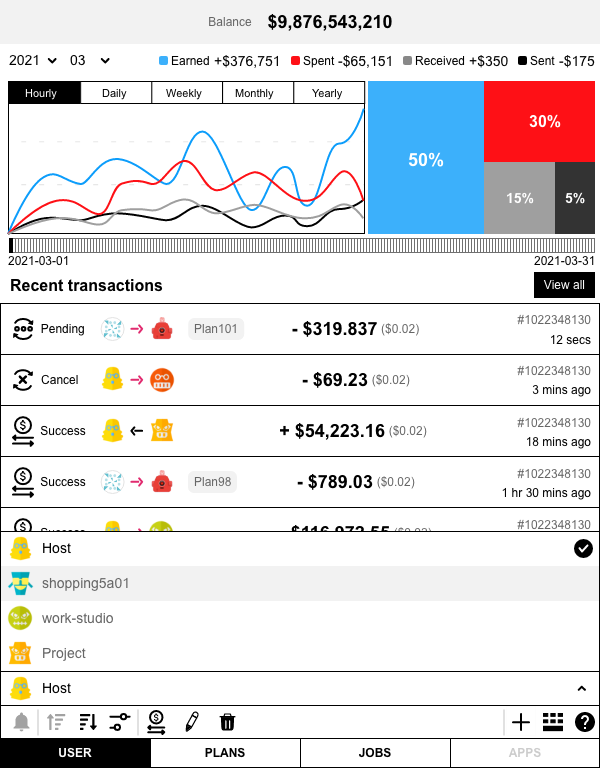 Balance $9,876,543,210
2021 03 Earned +$376,751 Spent -$65,151 Received +$350 Sent -$175
Hourly Daily Weekly Monthly Yearly
50% 30% 15% 5%
2021-03-01 2021-03-31
Recent transactions View all
Pending Plan101 - $319.837 ($0.02) #1022348130
12 secs
Cancel - $69.23 ($0.02) #1022348130
3 mins ago
Success + $54,223.16 ($0.02) #1022348130
18 mins ago
Success Plan98 - $789.03 ($0.02) #1022348130
1 hr 30 mins ago
#1022348130
Host
shopping5a01
work-studio
Project
Host
USER PLANS JOBS APPS